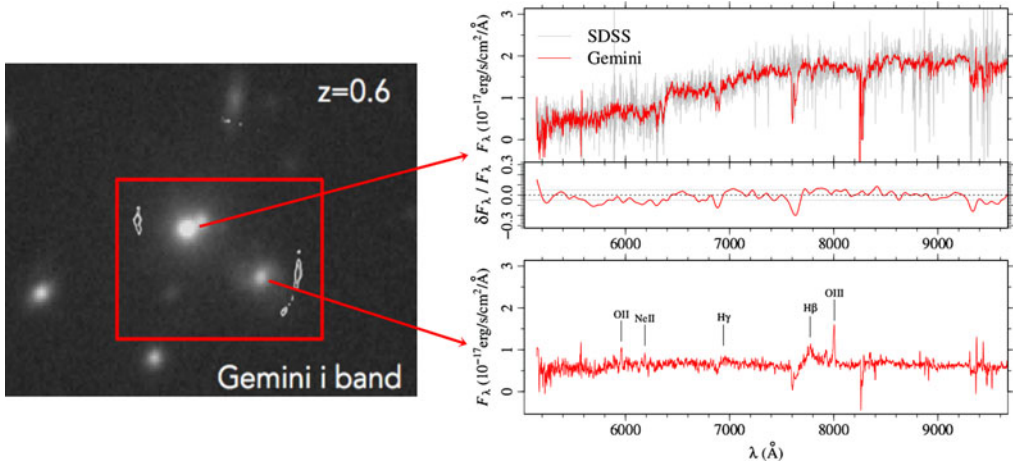 z=0.6
Gemini i band
Fλ (10⁻¹⁷erg/s/cm²/Å)
3
2
1
0
SDSS
Gemini
δFλ / Fλ
0.3
0.0
−0.3
6000 7000 8000 9000
Fλ (10⁻¹⁷erg/s/cm²/Å)
3
2
1
0
OII
NeII
Hγ
Hβ
OIII
6000 7000 8000 9000
λ (Å)